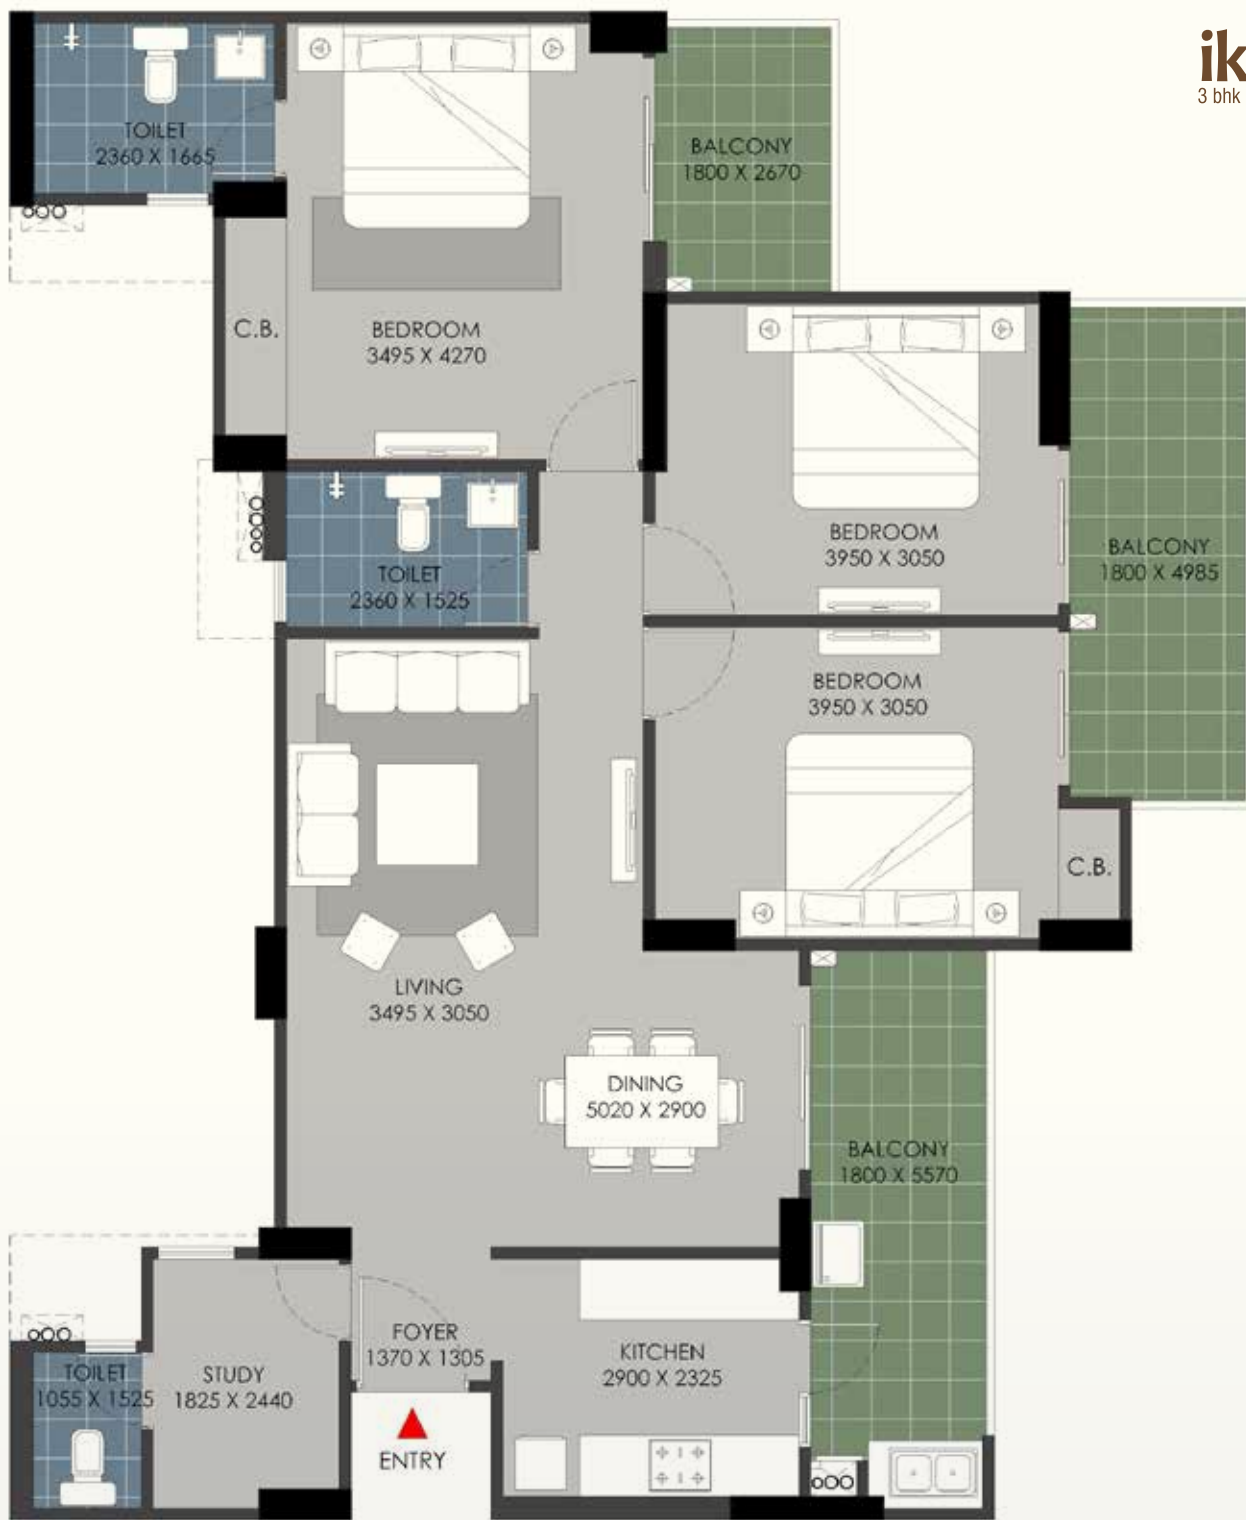 ik
3 bhk
TOILET
2360 X 1665
BALCONY
1800 X 2670
C.B.
BEDROOM
3495 X 4270
BEDROOM
3950 X 3050
BALCONY
1800 X 4985
TOILET
2360 X 1525
BEDROOM
3950 X 3050
C.B.
LIVING
3495 X 3050
DINING
5020 X 2900
BALCONY
1800 X 5570
FOYER
1370 X 1305
KITCHEN
2900 X 2325
TOILET
1055 X 1525
STUDY
1825 X 2440
ENTRY